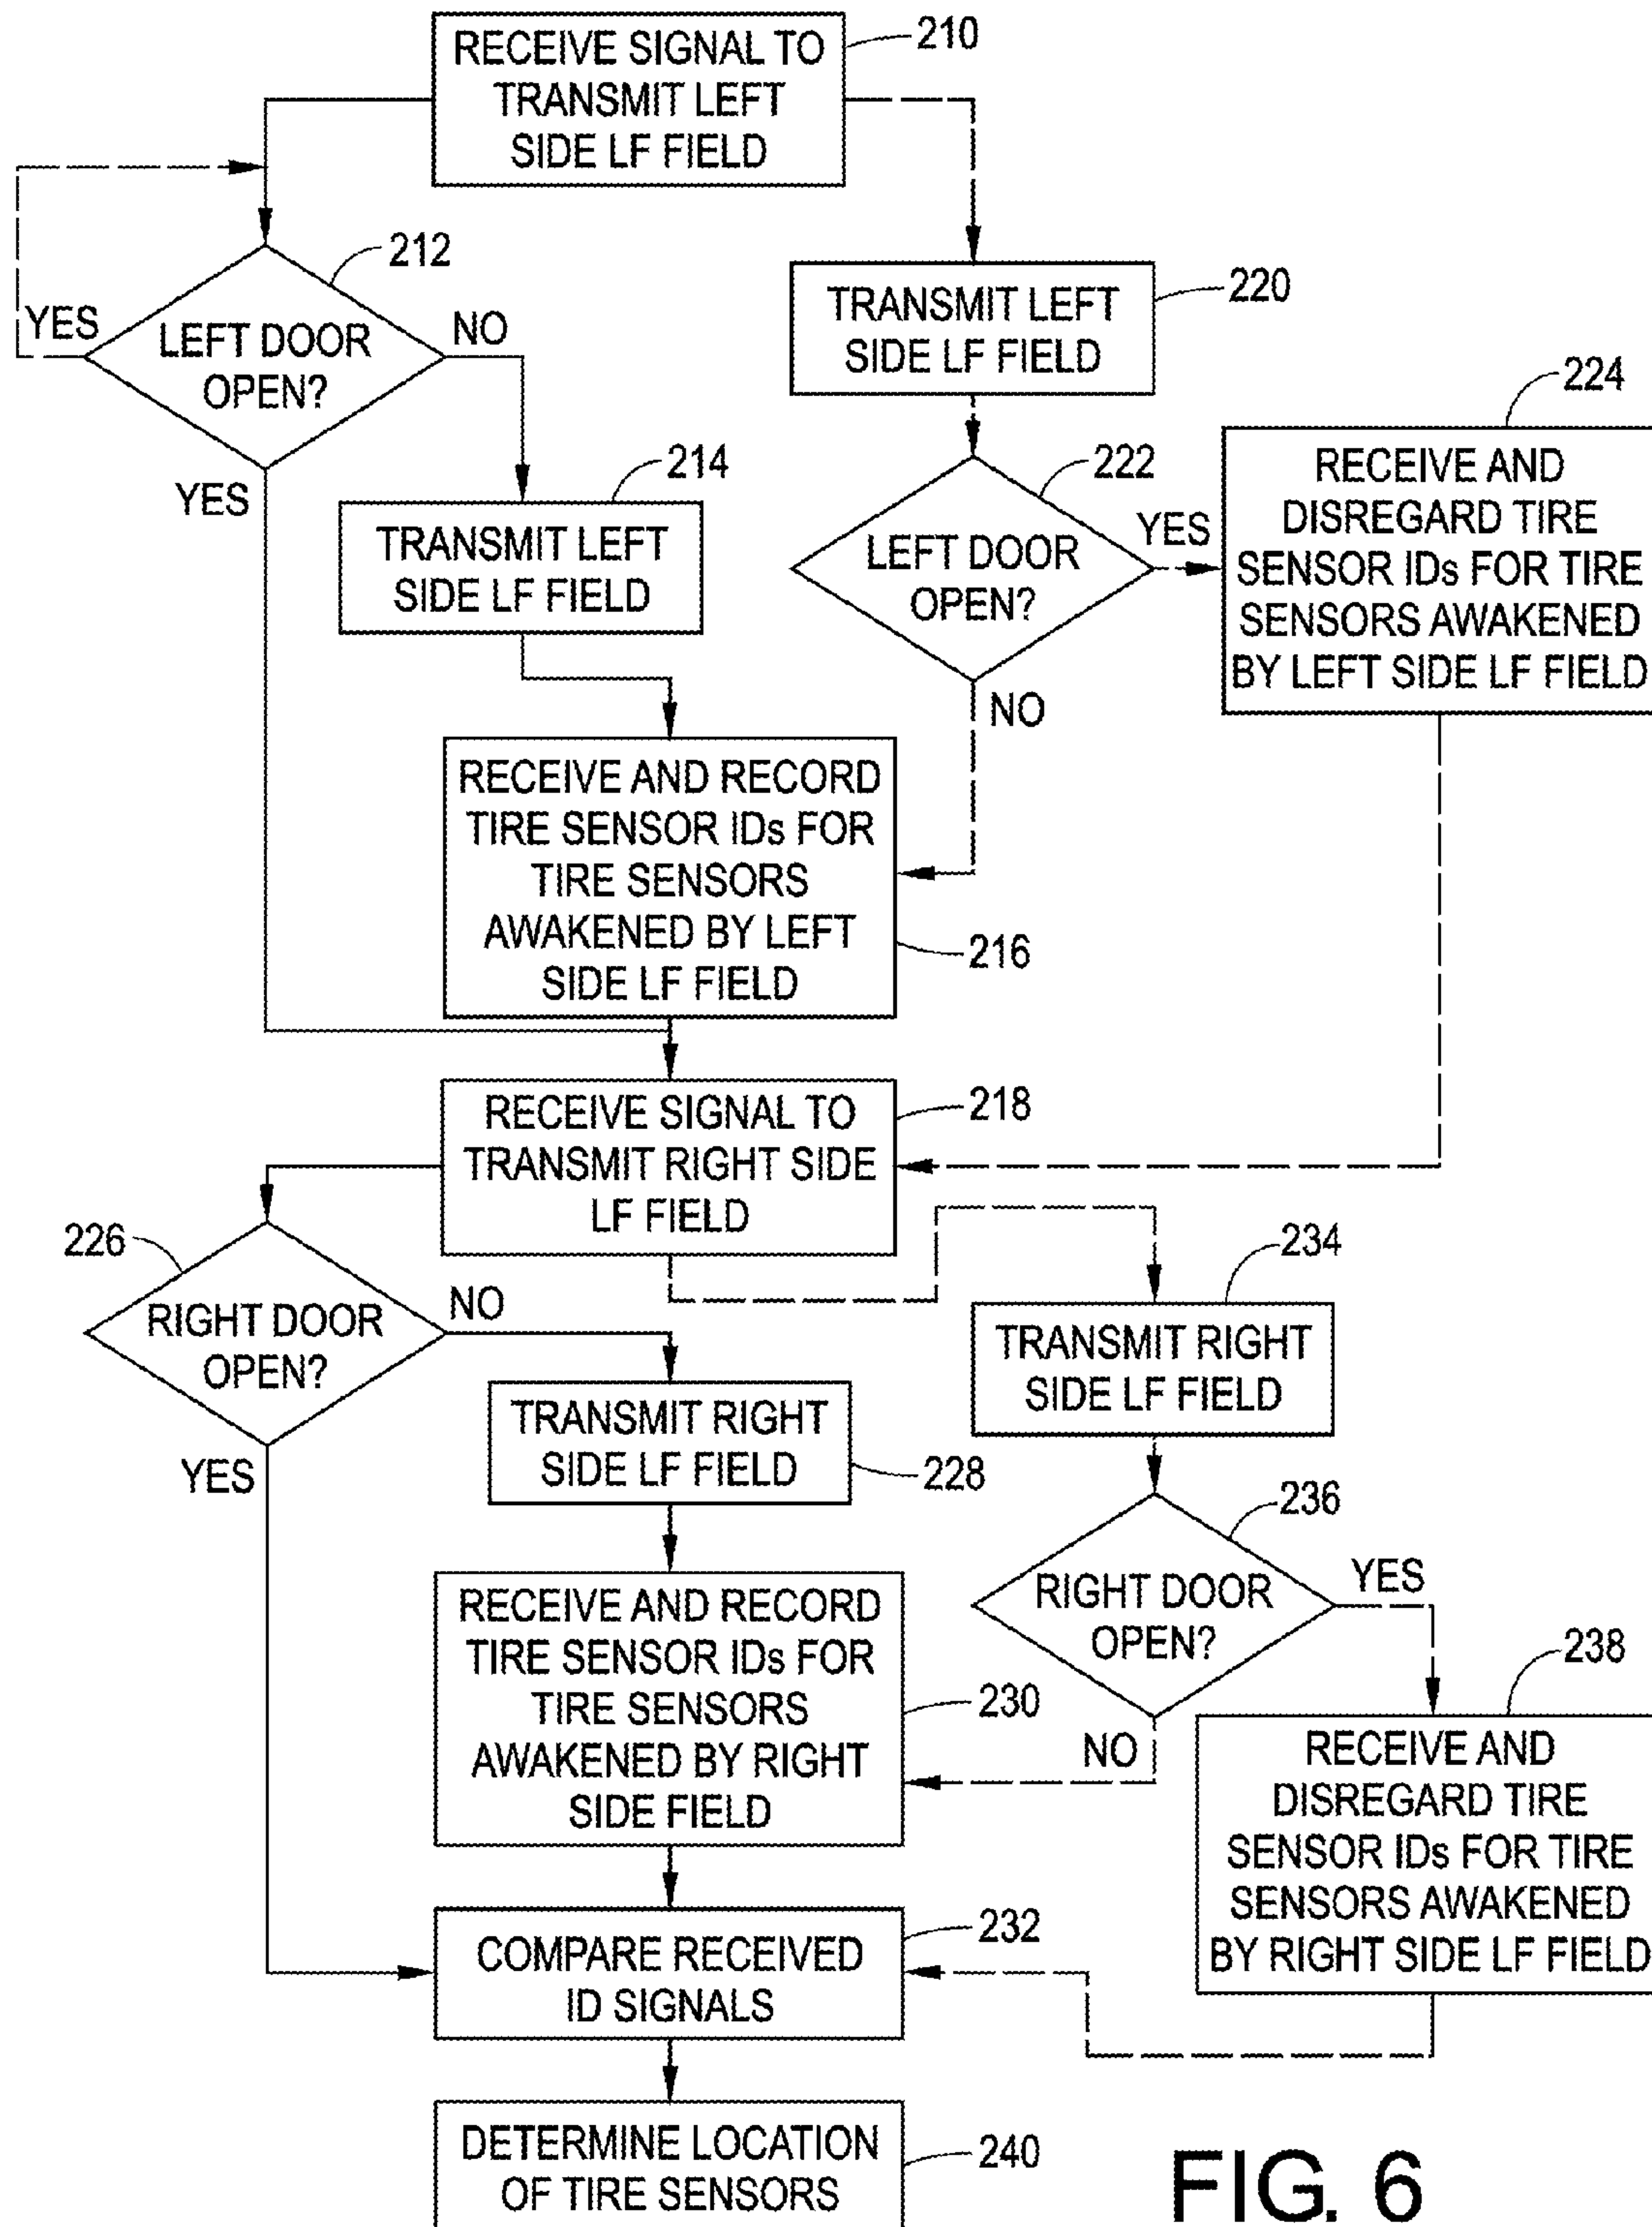 RECEIVE SIGNAL TO
TRANSMIT LEFT
SIDE LF FIELD
210
212
LEFT DOOR
OPEN?
YES
NO
YES
TRANSMIT LEFT
SIDE LF FIELD
220
214
TRANSMIT LEFT
SIDE LF FIELD
222
LEFT DOOR
OPEN?
YES
NO
224
RECEIVE AND
DISREGARD TIRE
SENSOR IDs FOR TIRE
SENSORS AWAKENED
BY LEFT SIDE LF FIELD
RECEIVE AND RECORD
TIRE SENSOR IDs FOR
TIRE SENSORS
AWAKENED BY LEFT
SIDE LF FIELD
216
RECEIVE SIGNAL TO
TRANSMIT RIGHT SIDE
LF FIELD
218
226
RIGHT DOOR
OPEN?
NO
YES
234
TRANSMIT RIGHT
SIDE LF FIELD
TRANSMIT RIGHT
SIDE LF FIELD
228
236
RIGHT DOOR
OPEN?
YES
NO
RECEIVE AND RECORD
TIRE SENSOR IDs FOR
TIRE SENSORS
AWAKENED BY RIGHT
SIDE FIELD
230
238
RECEIVE AND
DISREGARD TIRE
SENSOR IDs FOR TIRE
SENSORS AWAKENED
BY RIGHT SIDE LF FIELD
COMPARE RECEIVED
ID SIGNALS
232
DETERMINE LOCATION
OF TIRE SENSORS
240
FIG. 6